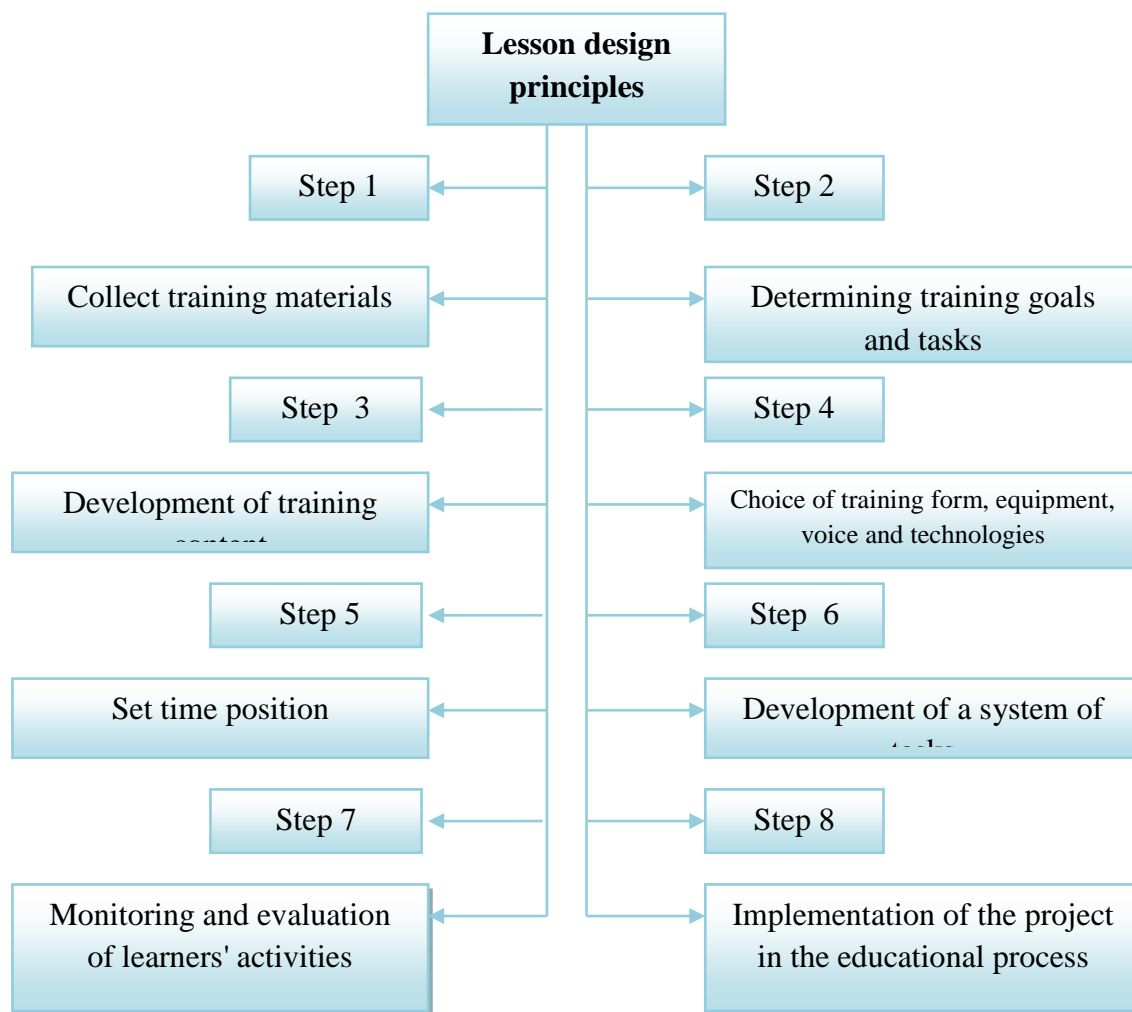 Lesson design
principles
Step 1
Step 2
Collect training materials
Determining training goals
and tasks
Step 3
Step 4
Development of training
content
Choice of training form, equipment,
voice and technologies
Step 5
Step 6
Set time position
Development of a system of
tasks
Step 7
Step 8
Monitoring and evaluation
of learners' activities
Implementation of the project
in the educational process